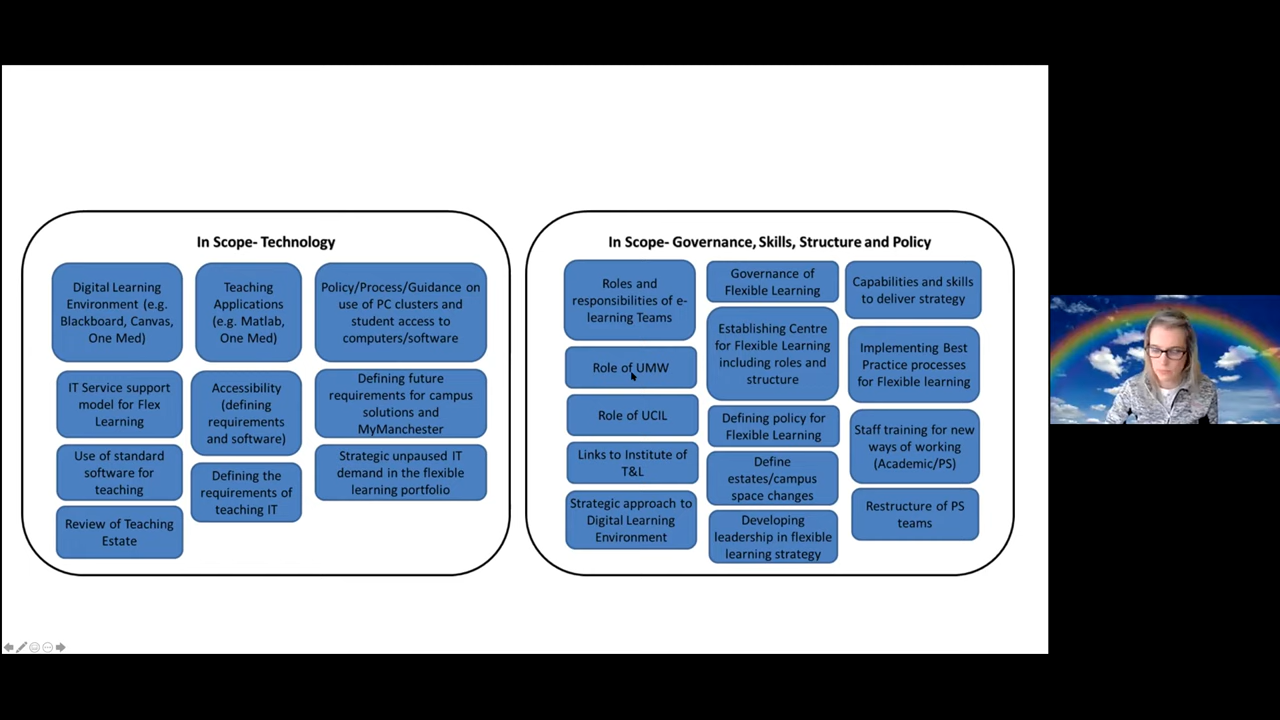 In Scope- Technology
Digital Learning
Environment (e.g.
Blackboard, Canvas,
One Med)
Teaching
Applications
(e.g. Matlab,
One Med)
Policy/Process/Guidance on
use of PC clusters and
student access to
computers/software
IT Service support
model for Flex
Learning
Accessibility
(defining
requirements
and software)
Defining future
requirements for campus
solutions and
MyManchester
Use of standard
software for
teaching
Defining the
requirements of
teaching IT
Strategic unpaused IT
demand in the flexible
learning portfolio
Review of Teaching
Estate
In Scope- Governance, Skills, Structure and Policy
Roles and
responsibilities of e-
learning Teams
Role of UMW
Role of UCIL
Links to Institute of
T&L
Strategic approach to
Digital Learning
Environment
Governance of
Flexible Learning
Establishing Centre
for Flexible Learning
including roles and
structure
Defining policy for
Flexible Learning
Define
estates/campus
space changes
Developing
leadership in flexible
learning strategy
Capabilities and skills
to deliver strategy
Implementing Best
Practice processes
for Flexible learning
Staff training for new
ways of working
(Academic/PS)
Restructure of PS
teams